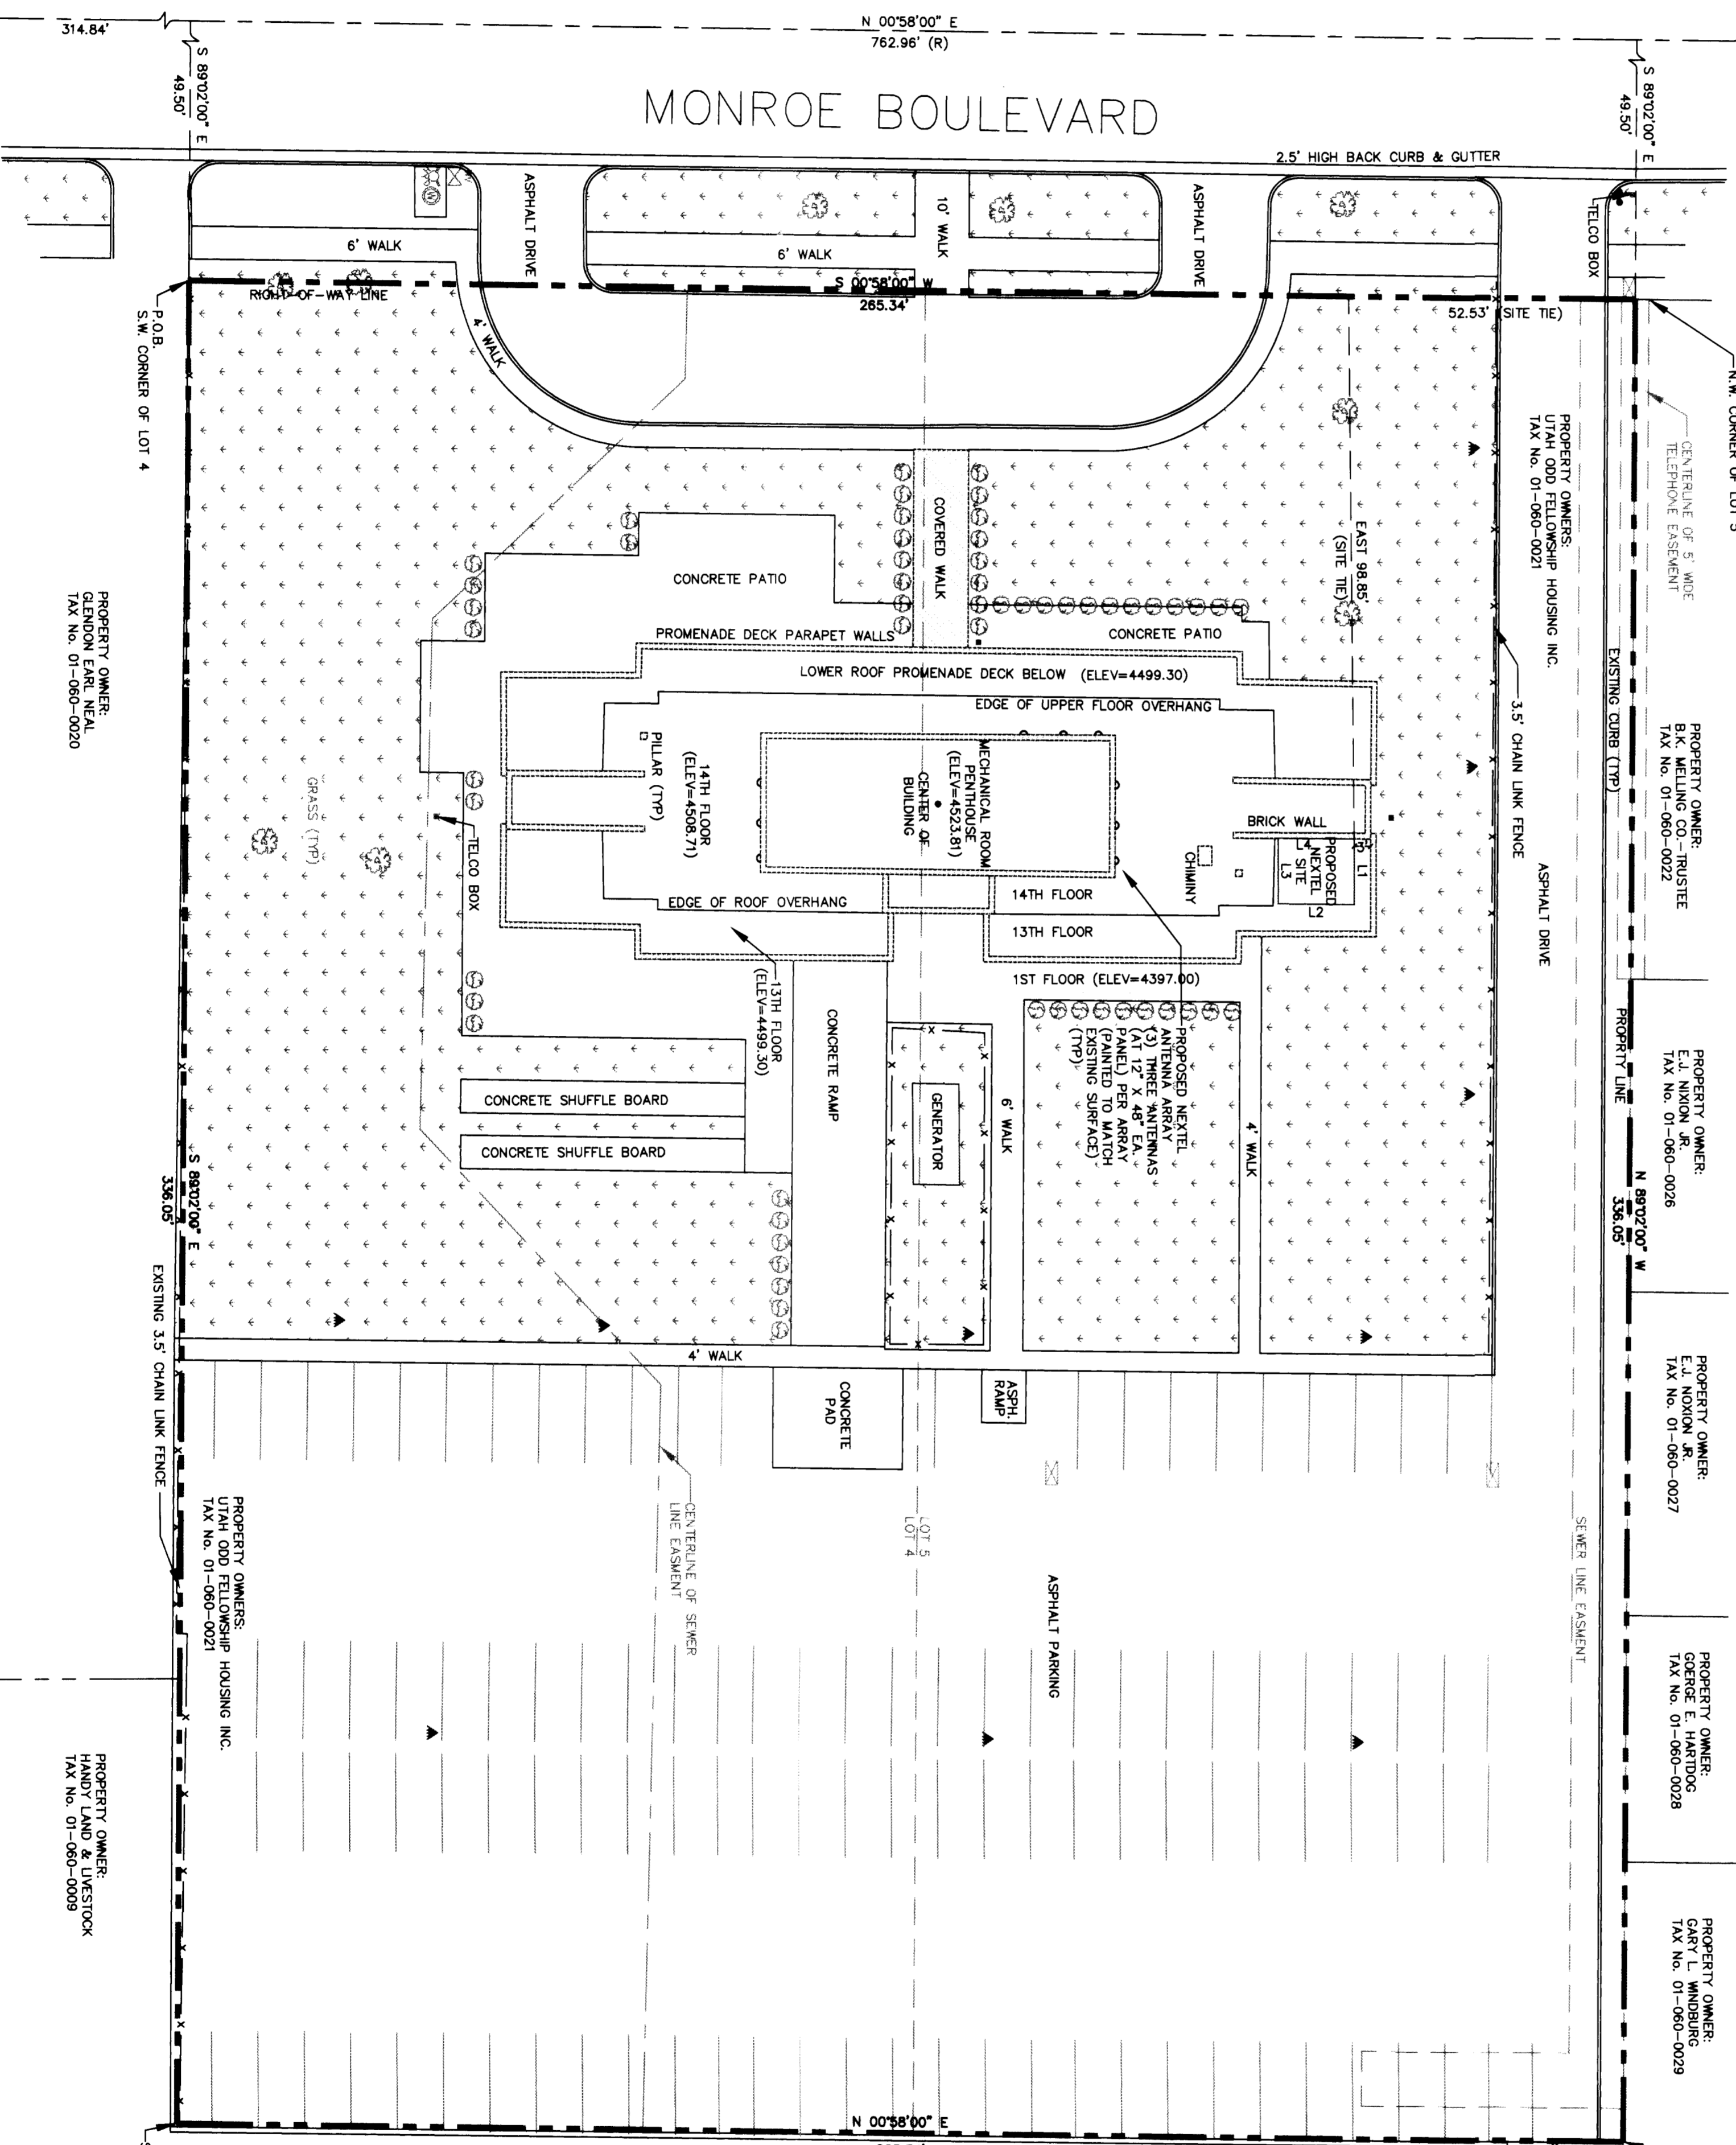 N 00°58'00" E
762.96' (R)
314.84'
S 89°02'00" E
49.50'
S 89°02'00" E
49.50'
MONROE BOULEVARD
2.5' HIGH BACK CURB & GUTTER
ASPHALT DRIVE
10' WALK
ASPHALT DRIVE
TELCO BOX
6' WALK
6' WALK
RIGHT-OF-WAY LINE
S 00°58'00" W
265.34'
52.53' (SITE TIE)
P.O.B.
S.W. CORNER OF LOT 4
4' WALK
N.W. CORNER OF LOT 5
CENTERLINE OF 5' WIDE
TELEPHONE EASEMENT
PROPERTY OWNERS:
UTAH ODD FELLOWSHIP HOUSING INC.
TAX No. 01-060-0021
COVERED WALK
EAST 98.85'
(SITE TIE)
CONCRETE PATIO
PROMENADE DECK PARAPET WALLS
CONCRETE PATIO
LOWER ROOF PROMENADE DECK BELOW (ELEV=4499.30)
EDGE OF UPPER FLOOR OVERHANG
3.5' CHAIN LINK FENCE
EXISTING CURB (TYP)
PROPERTY OWNER:
GLENDON EARL NEAL
TAX No. 01-060-0020
PROPERTY OWNER:
B.K. MELLING CO.-TRUSTEE
TAX No. 01-060-0022
PILLAR (TYP)
14TH FLOOR
(ELEV=4508.71)
MECHANICAL ROOM
PENTHOUSE
(ELEV=4523.81)
CENTER OF
BUILDING
BRICK WALL
GRASS (TYP)
TELCO BOX
CHIMINY
PROPOSED
NEXTEL
SITE
L1
L2
L3
L4
ASPHALT DRIVE
EDGE OF ROOF OVERHANG
14TH FLOOR
13TH FLOOR
13TH FLOOR
(ELEV=4499.30)
1ST FLOOR (ELEV=4397.00)
CONCRETE RAMP
PROPOSED NEXTEL
ANTENNA ARRAY
(3) THREE ANTENNAS
(AT 12" X 48" EA.
PANEL) PER ARRAY
(PAINTED TO MATCH
EXISTING SURFACE)
(TYP)
PROPRTY LINE
PROPERTY OWNER:
E.J. NIXION JR.
TAX No. 01-060-0026
CONCRETE SHUFFLE BOARD
CONCRETE SHUFFLE BOARD
GENERATOR
6' WALK
4' WALK
S 89°02'00" E
336.05'
N 89°02'00" W
336.05'
EXISTING 3.5' CHAIN LINK FENCE
4' WALK
CONCRETE
PAD
ASPH.
RAMP
PROPERTY OWNER:
E.J. NOXION JR.
TAX No. 01-060-0027
PROPERTY OWNERS:
UTAH ODD FELLOWSHIP HOUSING INC.
TAX No. 01-060-0021
CENTERLINE OF SEWER
LINE EASMENT
LOT 5
LOT 4
ASPHALT PARKING
SEWER LINE EASMENT
PROPERTY OWNER:
GOERGE E. HARTDOG
TAX No. 01-060-0028
PROPERTY OWNER:
HANDY LAND & LIVESTOCK
TAX No. 01-060-0009
PROPERTY OWNER:
GARY L. WINDBURG
TAX No. 01-060-0029
N 00°58'00" E